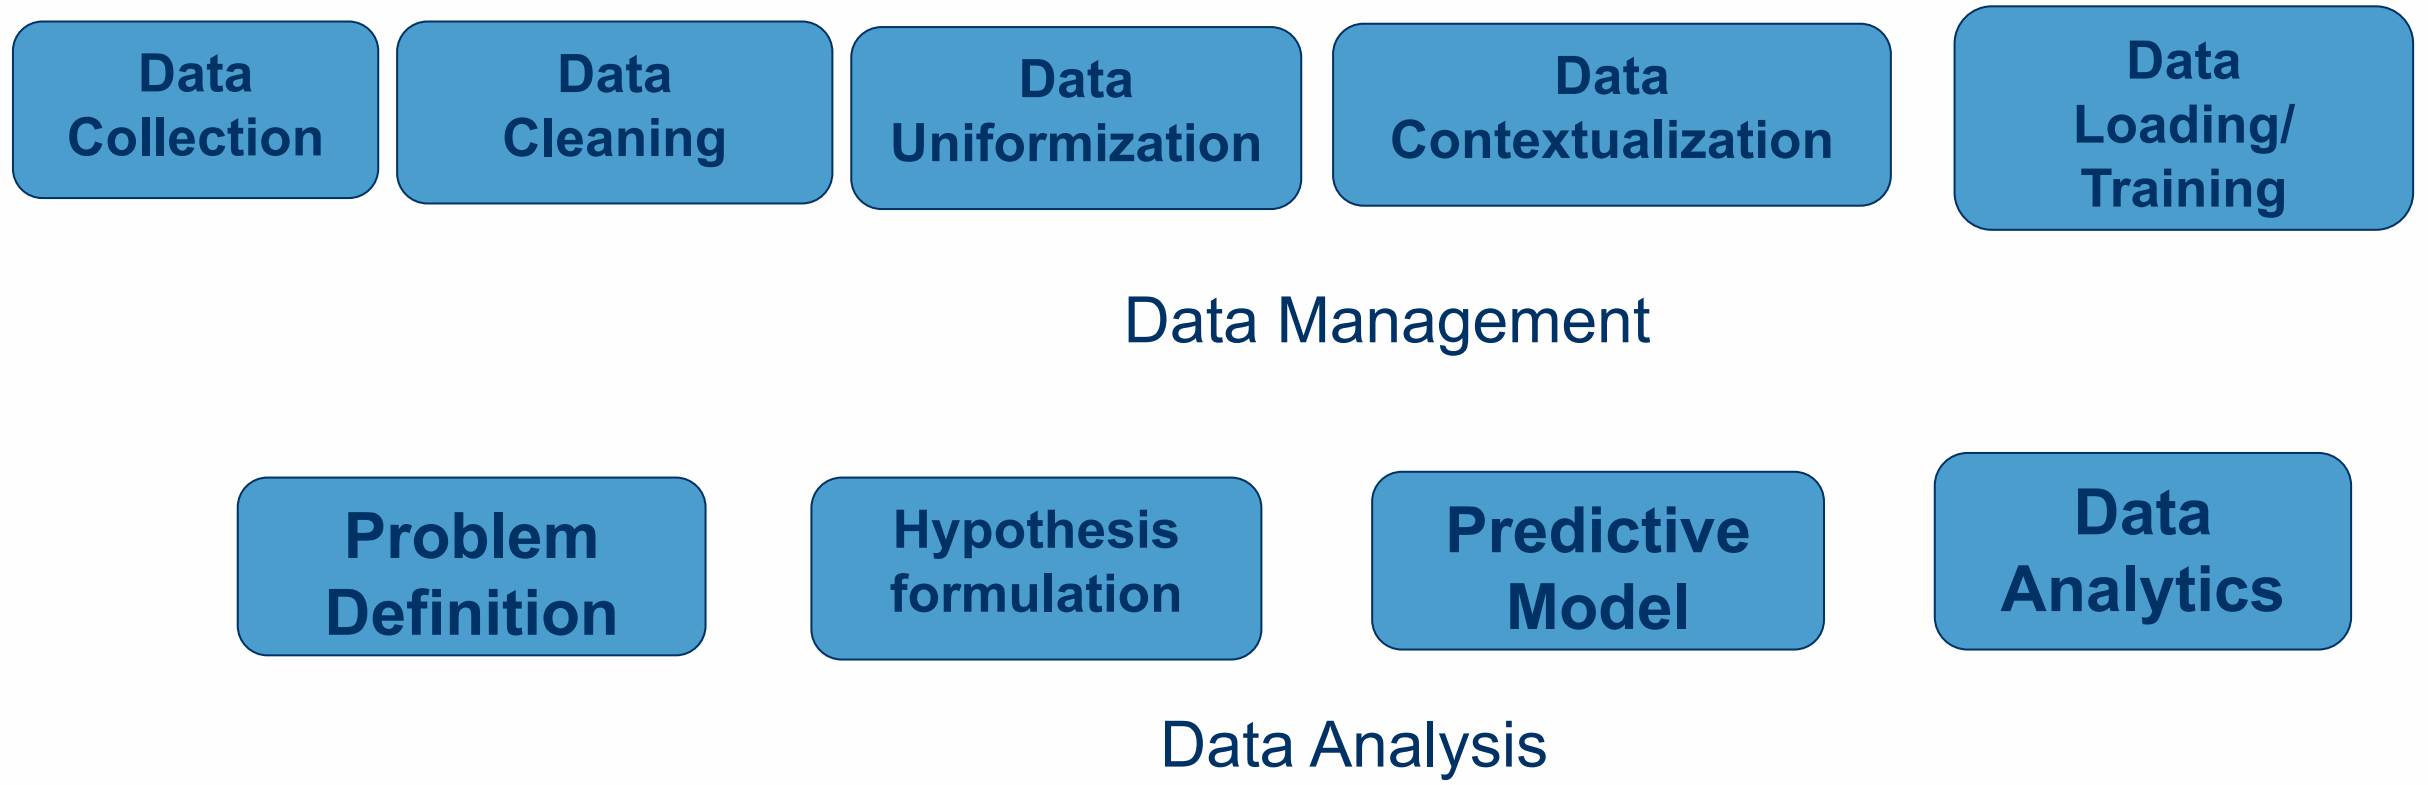 Data
Collection
Data
Cleaning
Data
Uniformization
Data
Contextualization
Data
Loading/
Training
Data Management
Problem
Definition
Hypothesis
formulation
Predictive
Model
Data
Analytics
Data Analysis